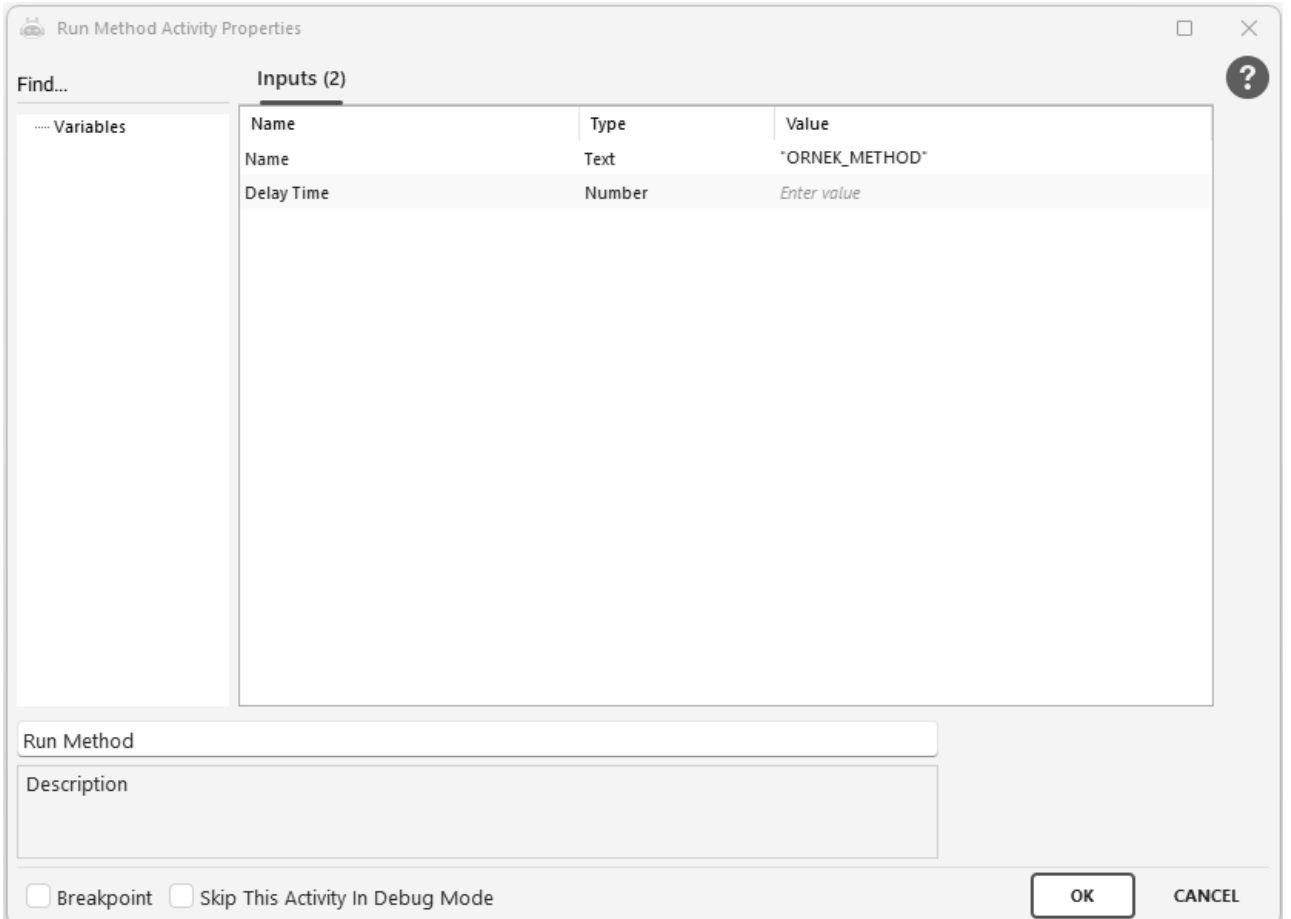 Run Method Activity Properties
Find...
Inputs (2)
?
Variables
Name Type Value
Name Text "ORNEK_METHOD"
Delay Time Number Enter value
Run Method
Description
Breakpoint Skip This Activity In Debug Mode OK CANCEL